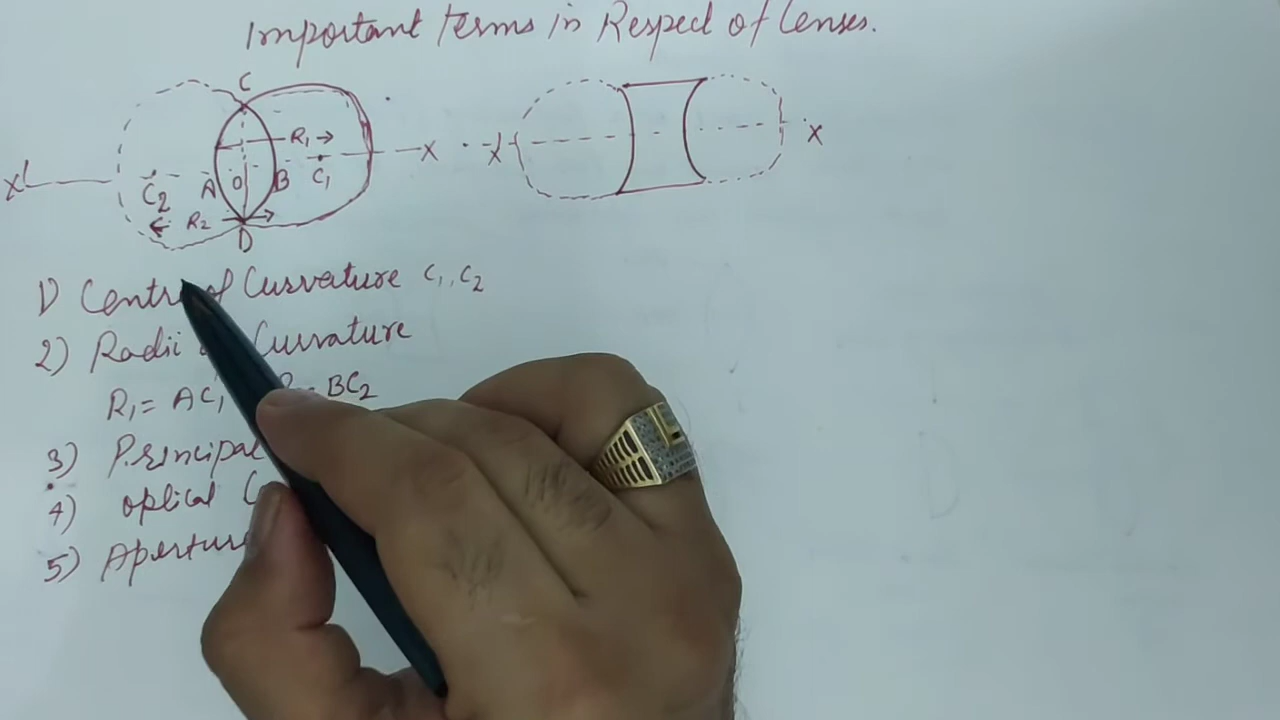 Important terms in Respect of Lenses.
C
R1 →
X' C2 A O B C1 X X' X
← R2 →
D
1) Centre of Curvature C1, C2
2) Radii Curvature
R1 = AC1 BC2
3) Principal
4) optical
5) Aperture